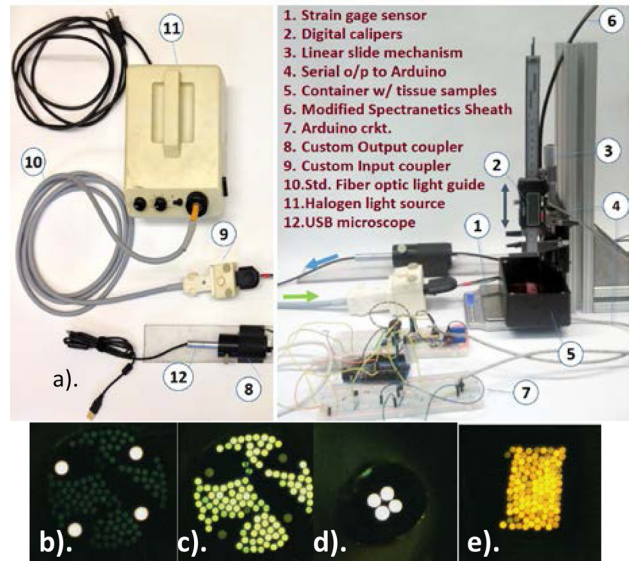 11
10
9
a).
12
8
1. Strain gage sensor
2. Digital calipers
3. Linear slide mechanism
4. Serial o/p to Arduino
5. Container w/ tissue samples
6. Modified Spectranetics Sheath
7. Arduino crkt.
8. Custom Output coupler
9. Custom Input coupler
10.Std. Fiber optic light guide
11.Halogen light source
12.USB microscope
6
3
2
4
1
5
7
b).
c).
d).
e).